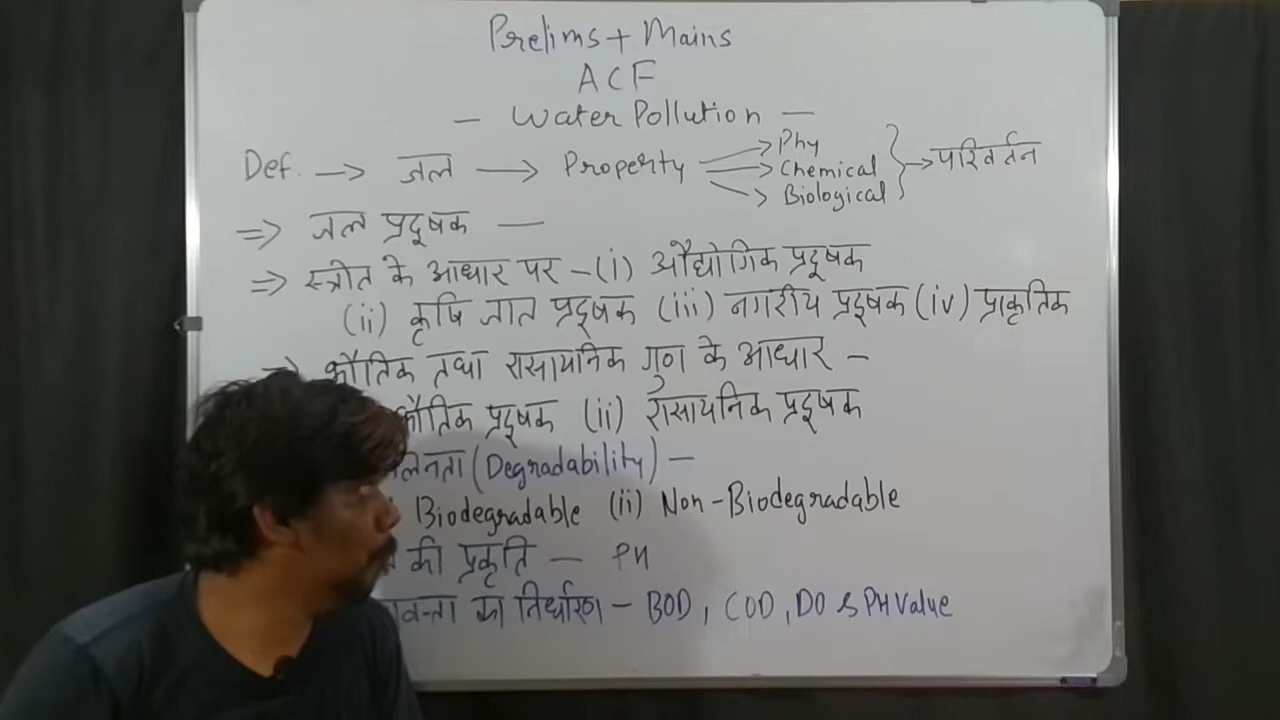 Prelims + Mains
ACF
- Water Pollution -
Def. → जल → Property → Phy
→ Chemical } → परिवर्तन
→ Biological
⇒ जल प्रदूषक -
⇒ स्त्रोत के आधार पर - (i) औद्योगिक प्रदूषक
(ii) कृषि जात प्रदूषक (iii) नगरीय प्रदूषक (iv) प्राकृतिक
→ भौतिक तथा रासायनिक गुण के आधार -
भौतिक प्रदूषक (ii) रासायनिक प्रदूषक
(Degradability) -
Biodegradable (ii) Non-Biodegradable
की प्रकृति - PH
का निर्धारण - BOD, COD, DO & PH Value